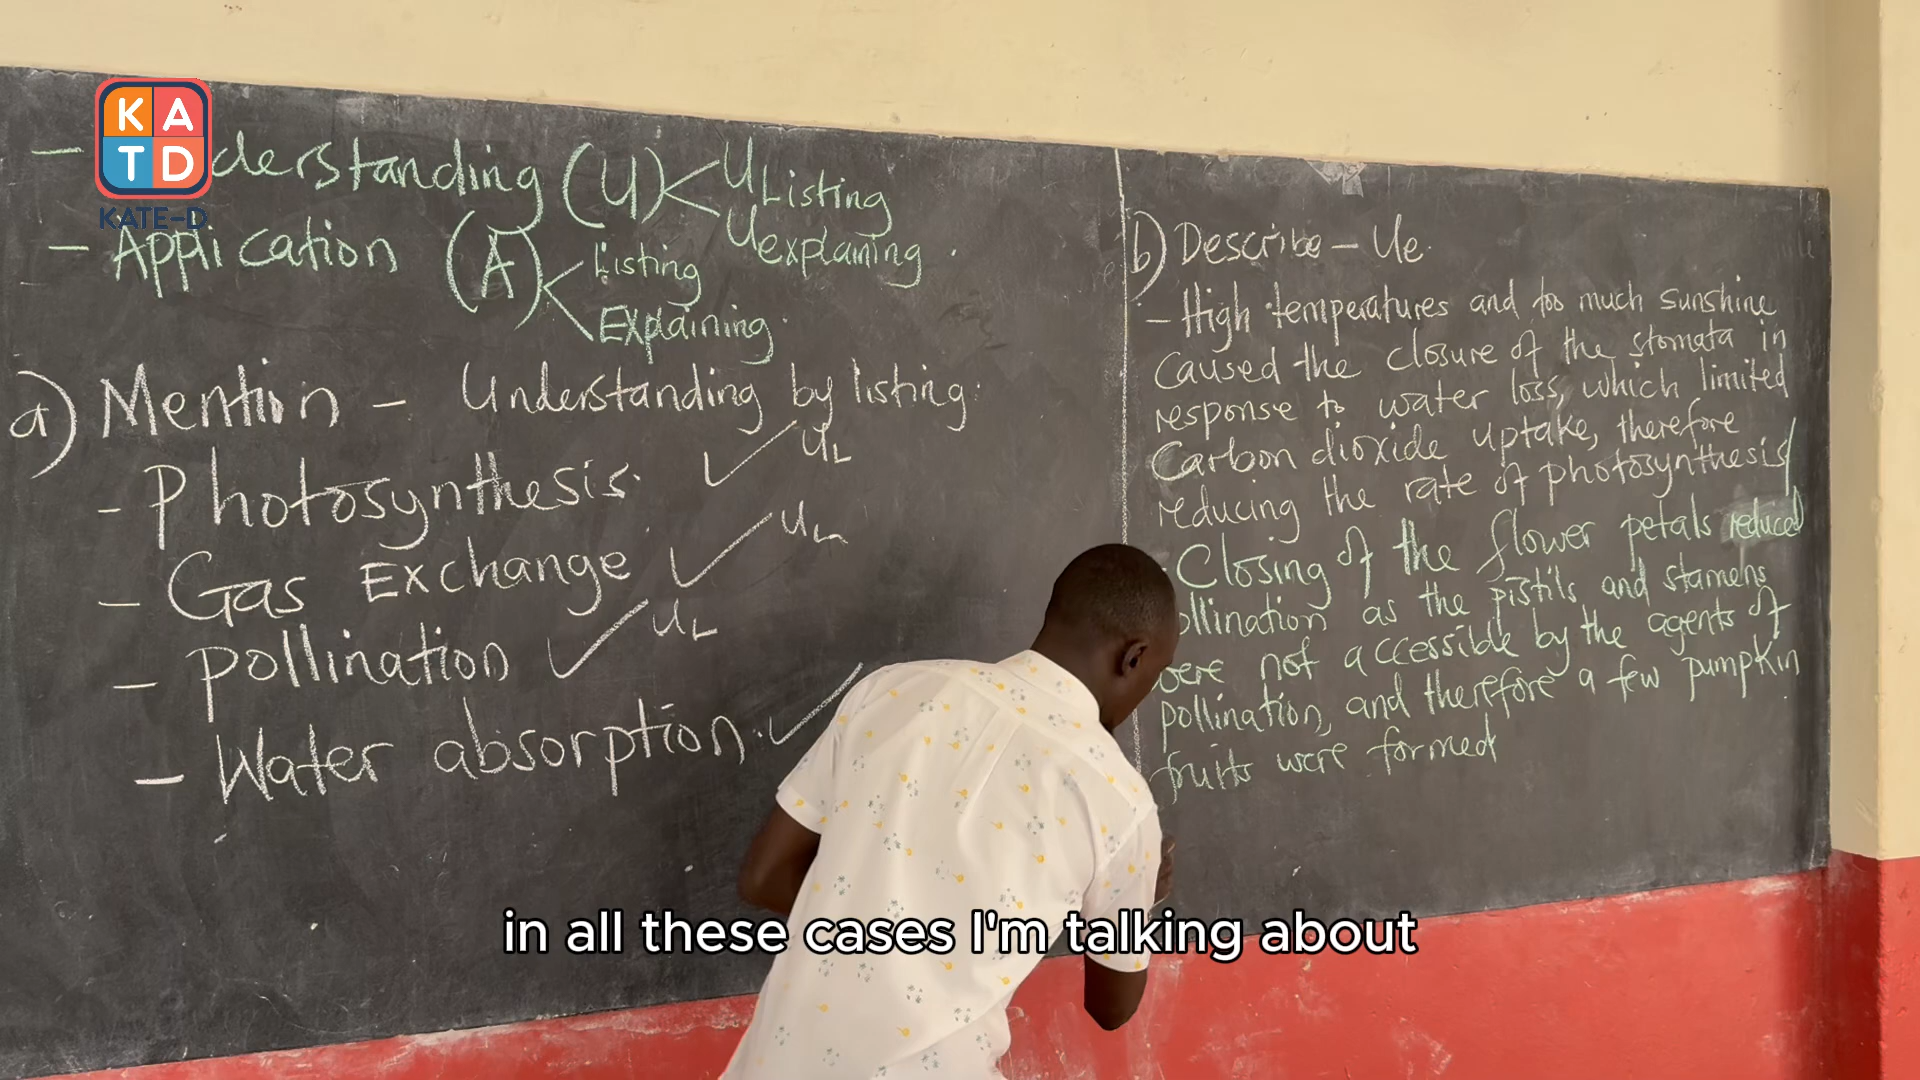 KA
TD
KATE-D
- derstanding (U) < U Listing
U explaining.
- Application (A) < Listing
Explaining.
a) Mention - Understanding by listing.
- Photosynthesis. ✓ UL
- Gas Exchange ✓ UL
- pollination ✓ UL
- Water absorption. ✓
b) Describe - Ue.
- High temperatures and too much sunshine
caused the closure of the stomata in
response to water loss, which limited
Carbon dioxide uptake, therefore
reducing the rate of photosynthesis/
Closing of the flower petals reduced
ollination as the pistils and stamens
were not accessible by the agents of
pollination, and therefore a few pumpkin
fruits were formed
in all these cases I'm talking about